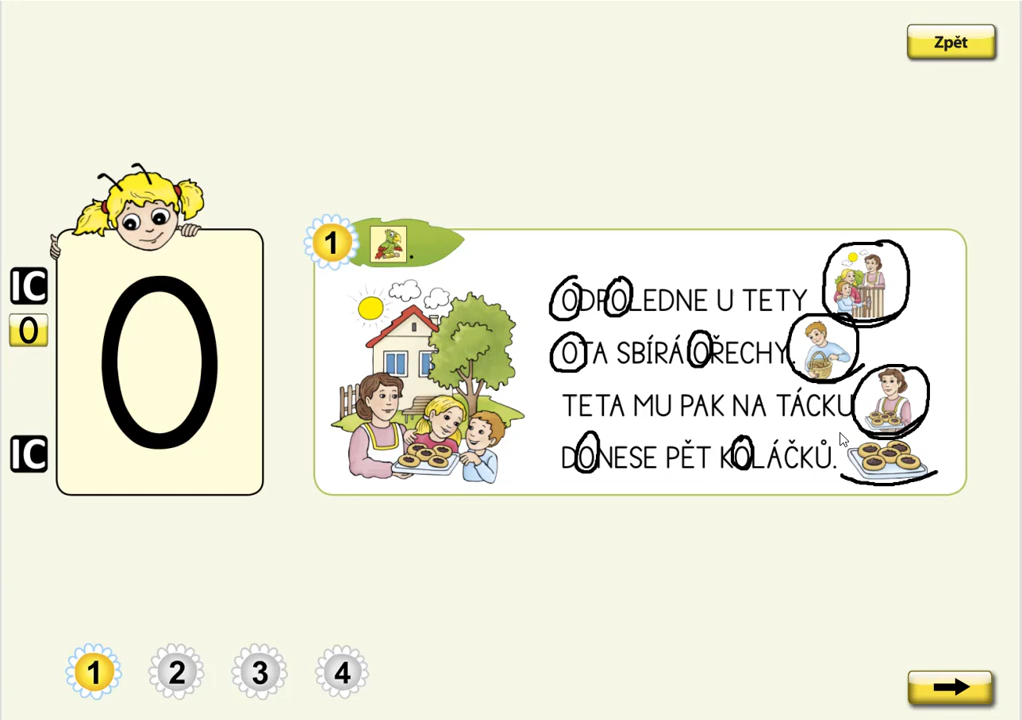 Zpět
IC
O
IC
O
1
.
ODPOLEDNE U TETY
OTA SBÍRÁ OŘECHY.
TETA MU PAK NA TÁCKU
DONESE PĚT KOLÁČKŮ.
1 2 3 4